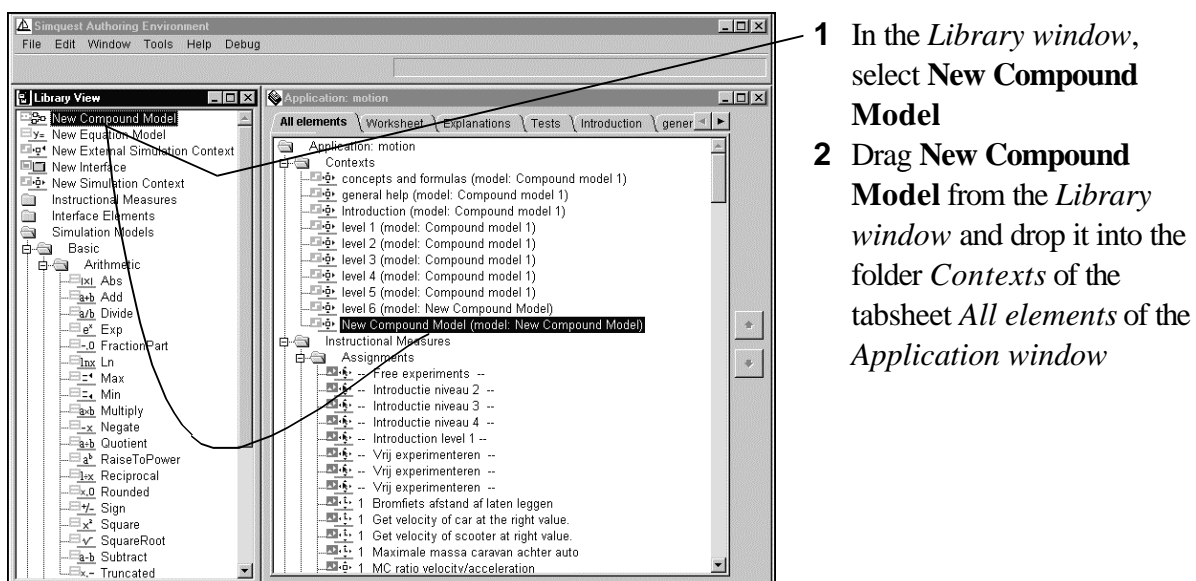 Simquest Authoring Environment
File Edit Window Tools Help Debug
Library View
New Compound Model
y= New Equation Model
New External Simulation Context
New Interface
New Simulation Context
Instructional Measures
Interface Elements
Simulation Models
Basic
Arithmetic
|x| Abs
a+b Add
a/b Divide
eˣ Exp
-.0 FractionPart
lnx Ln
Max
Min
a×b Multiply
-x Negate
a÷b Quotient
aᵇ RaiseToPower
1÷x Reciprocal
x.0 Rounded
+/- Sign
x² Square
√ SquareRoot
a-b Subtract
x.- Truncated
Application: motion
All elements Worksheet Explanations Tests Introduction gener
Application: motion
Contexts
concepts and formulas (model: Compound model 1)
general help (model: Compound model 1)
Introduction (model: Compound model 1)
level 1 (model: Compound model 1)
level 2 (model: Compound model 1)
level 3 (model: Compound model 1)
level 4 (model: Compound model 1)
level 5 (model: Compound model 1)
level 6 (model: New Compound Model)
New Compound Model (model: New Compound Model)
Instructional Measures
Assignments
-- Free experiments --
-- Introductie niveau 2 --
-- Introductie niveau 3 --
-- Introductie niveau 4 --
-- Introduction level 1 --
-- Vrij experimenteren --
-- Vrij experimenteren --
-- Vrij experimenteren --
1 Bromfiets afstand af laten leggen
1 Get velocity of car at the right value.
1 Get velocity of scooter at right value.
1 Maximale massa caravan achter auto
1 MC ratio velocity/acceleration
1 In the Library window,
select New Compound
Model
2 Drag New Compound
Model from the Library
window and drop it into the
folder Contexts of the
tabsheet All elements of the
Application window